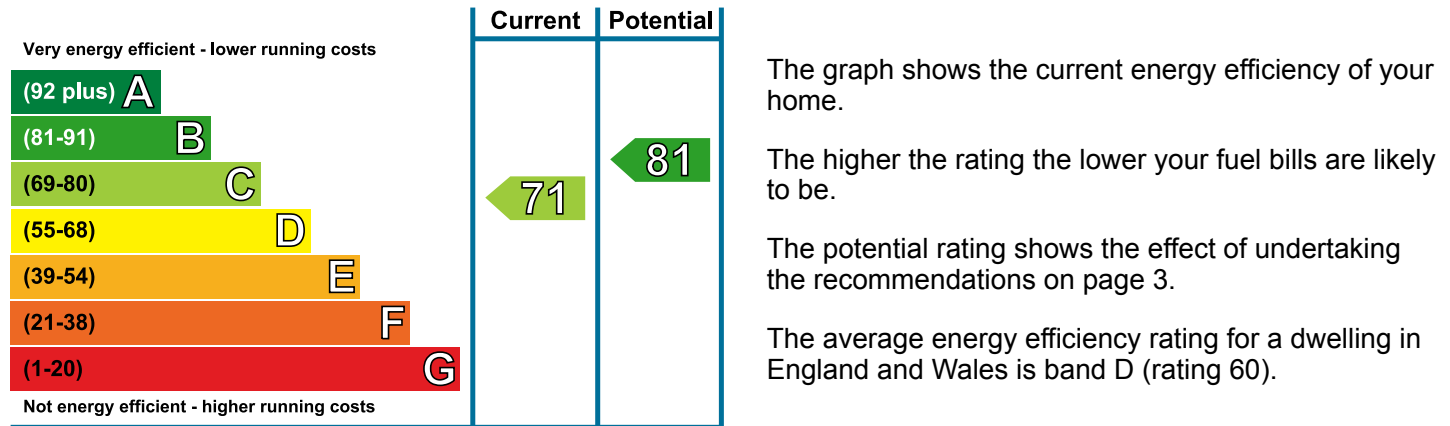 Current Potential
Very energy efficient - lower running costs
(92 plus) A
(81-91) B
(69-80) C
(55-68) D
(39-54) E
(21-38) F
(1-20) G
Not energy efficient - higher running costs
71
81
The graph shows the current energy efficiency of your
home.
The higher the rating the lower your fuel bills are likely
to be.
The potential rating shows the effect of undertaking
the recommendations on page 3.
The average energy efficiency rating for a dwelling in
England and Wales is band D (rating 60).